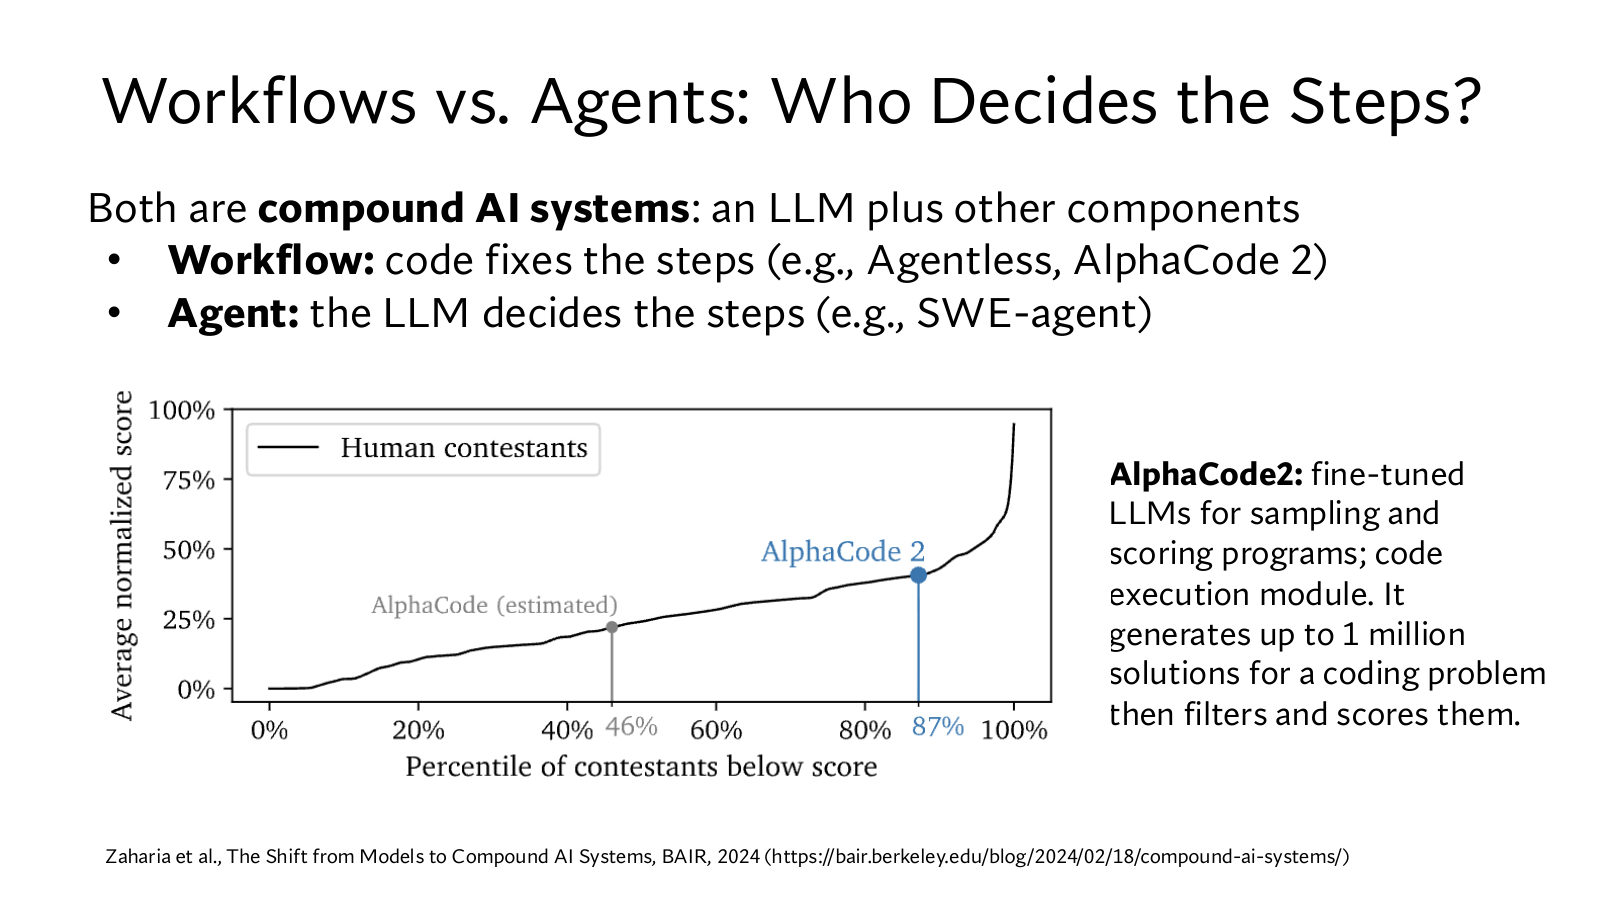 Workflows vs. Agents: Who Decides the Steps?
Both are compound AI systems: an LLM plus other components
• Workflow: code fixes the steps (e.g., Agentless, AlphaCode 2)
• Agent: the LLM decides the steps (e.g., SWE-agent)
Average normalized score
100%
75%
50%
25%
0%
Human contestants
AlphaCode 2
AlphaCode (estimated)
0%
20%
40%
46%
60%
80%
87%
100%
Percentile of contestants below score
AlphaCode2: fine-tuned
LLMs for sampling and
scoring programs; code
execution module. It
generates up to 1 million
solutions for a coding problem
then filters and scores them.
Zaharia et al., The Shift from Models to Compound AI Systems, BAIR, 2024 (https://bair.berkeley.edu/blog/2024/02/18/compound-ai-systems/)